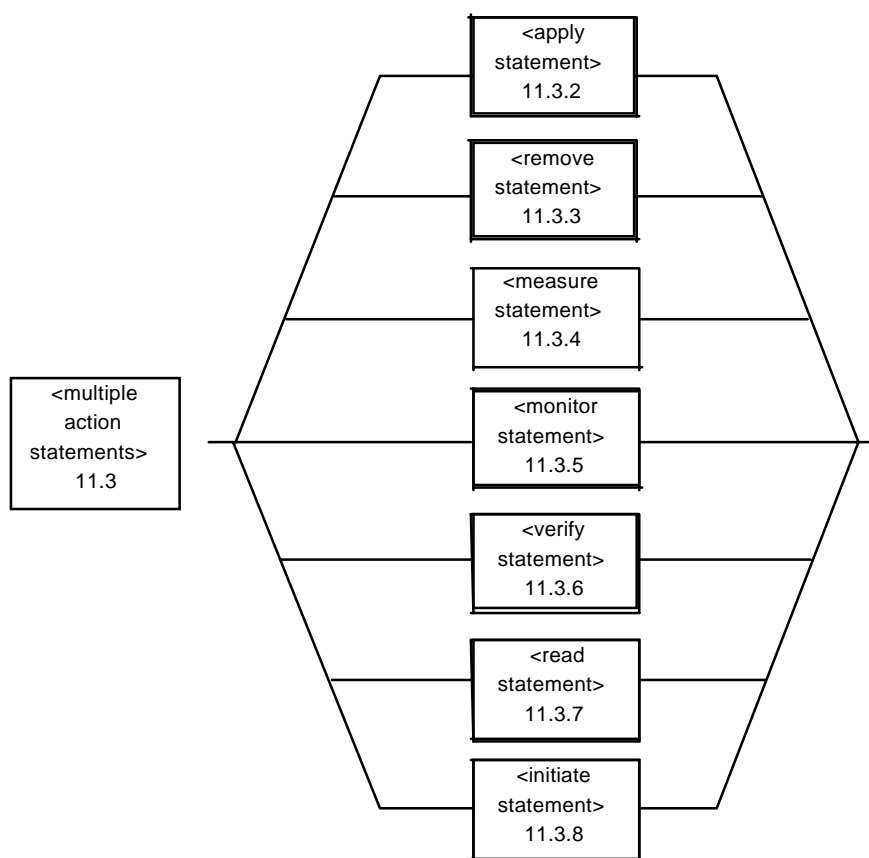 <apply
statement>
11.3.2
<remove
statement>
11.3.3
<measure
statement>
11.3.4
<multiple
action
statements>
11.3
<monitor
statement>
11.3.5
<verify
statement>
11.3.6
<read
statement>
11.3.7
<initiate
statement>
11.3.8